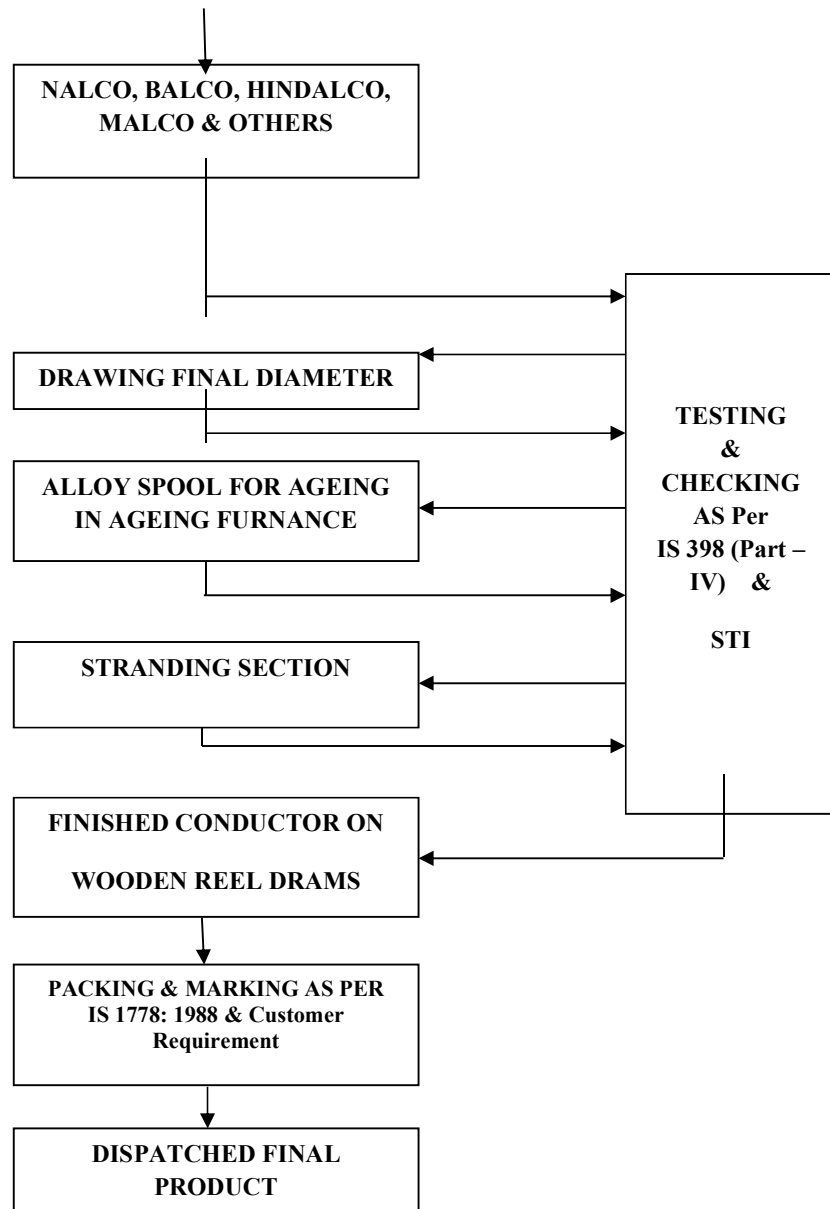 NALCO, BALCO, HINDALCO,
MALCO & OTHERS
DRAWING FINAL DIAMETER
ALLOY SPOOL FOR AGEING
IN AGEING FURNANCE
STRANDING SECTION
TESTING
&
CHECKING
AS Per
IS 398 (Part –
IV) &
STI
FINISHED CONDUCTOR ON
WOODEN REEL DRAMS
PACKING & MARKING AS PER
IS 1778: 1988 & Customer
Requirement
DISPATCHED FINAL
PRODUCT